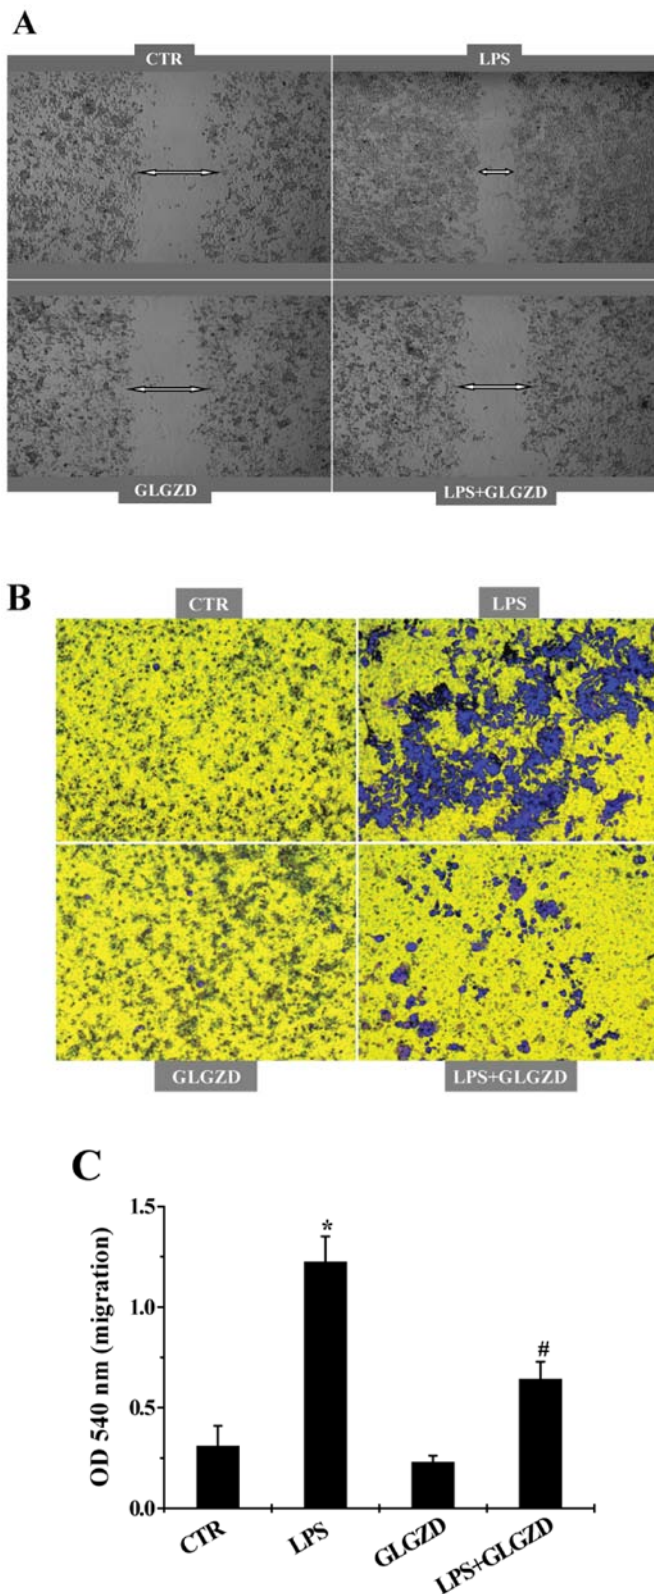 A
CTR
LPS
GLGZD
LPS+GLGZD
B
CTR
LPS
GLGZD
LPS+GLGZD
C
OD 540 nm (migration)
1.5
1.0
0.5
0.0
*
#
CTR
LPS
GLGZD
LPS+GLGZD